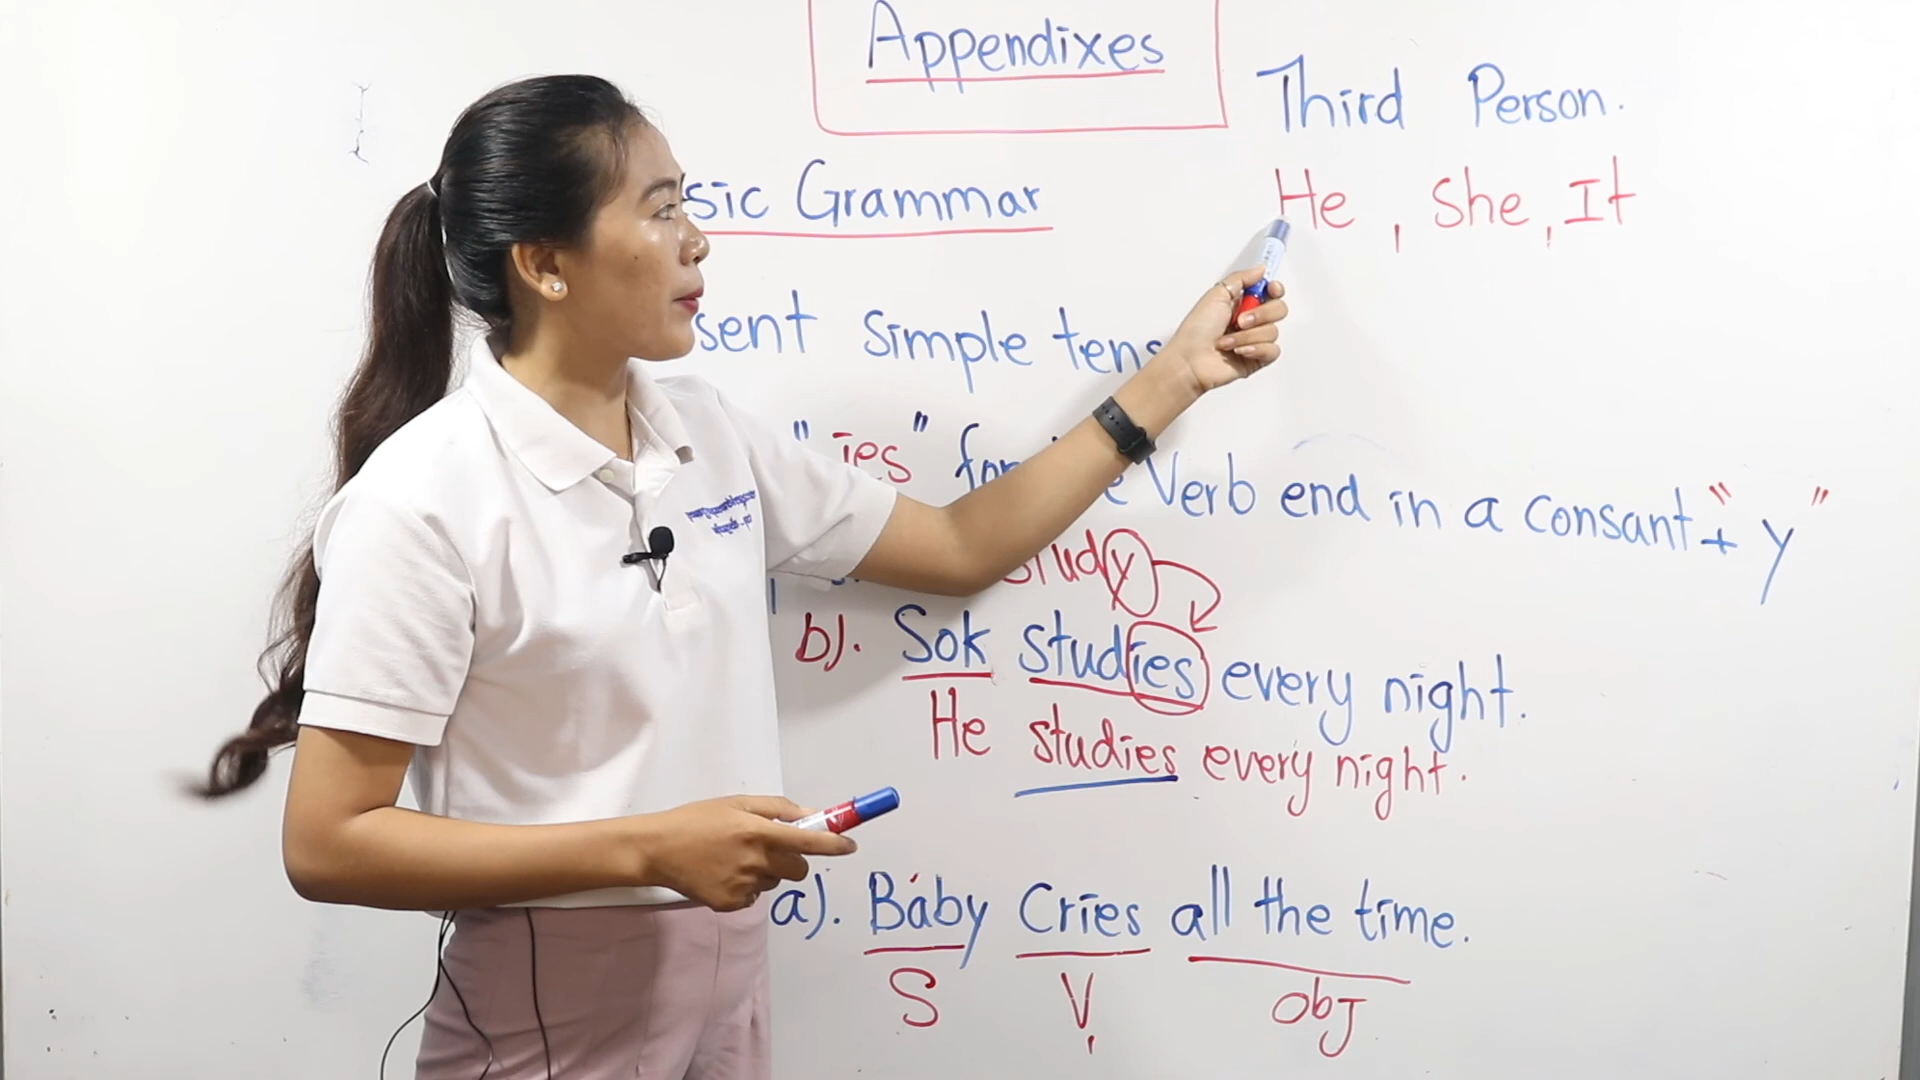 Appendixes
Third Person.
sic Grammar
He, She, It
sent simple tens
"ies" for Verb end in a consant "+ y"
study
b). Sok studies every night.
He studies every night.
a). Baby Cries all the time.
S V Obj